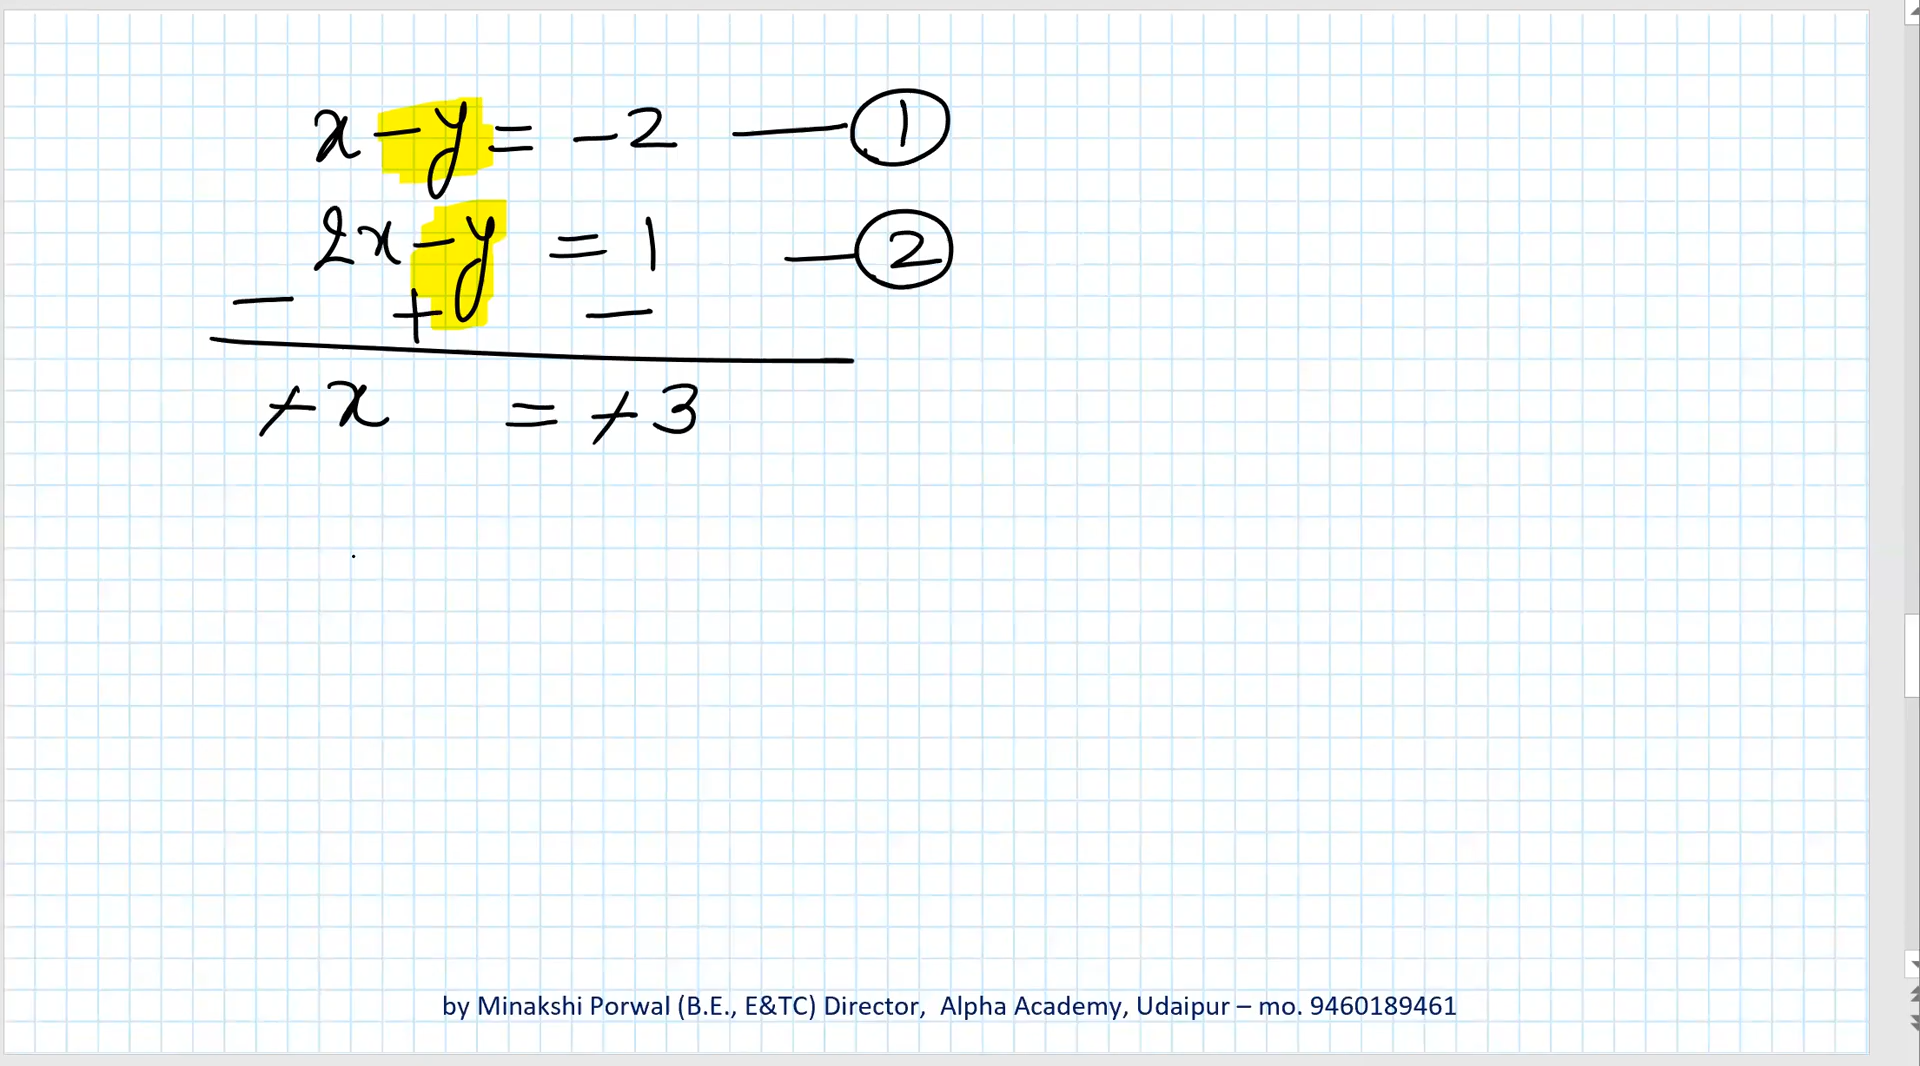 x - y = - 2 — 1
2x - y = 1 — 2
- + -
+ x = + 3
by Minakshi Porwal (B.E., E&TC) Director, Alpha Academy, Udaipur – mo. 9460189461